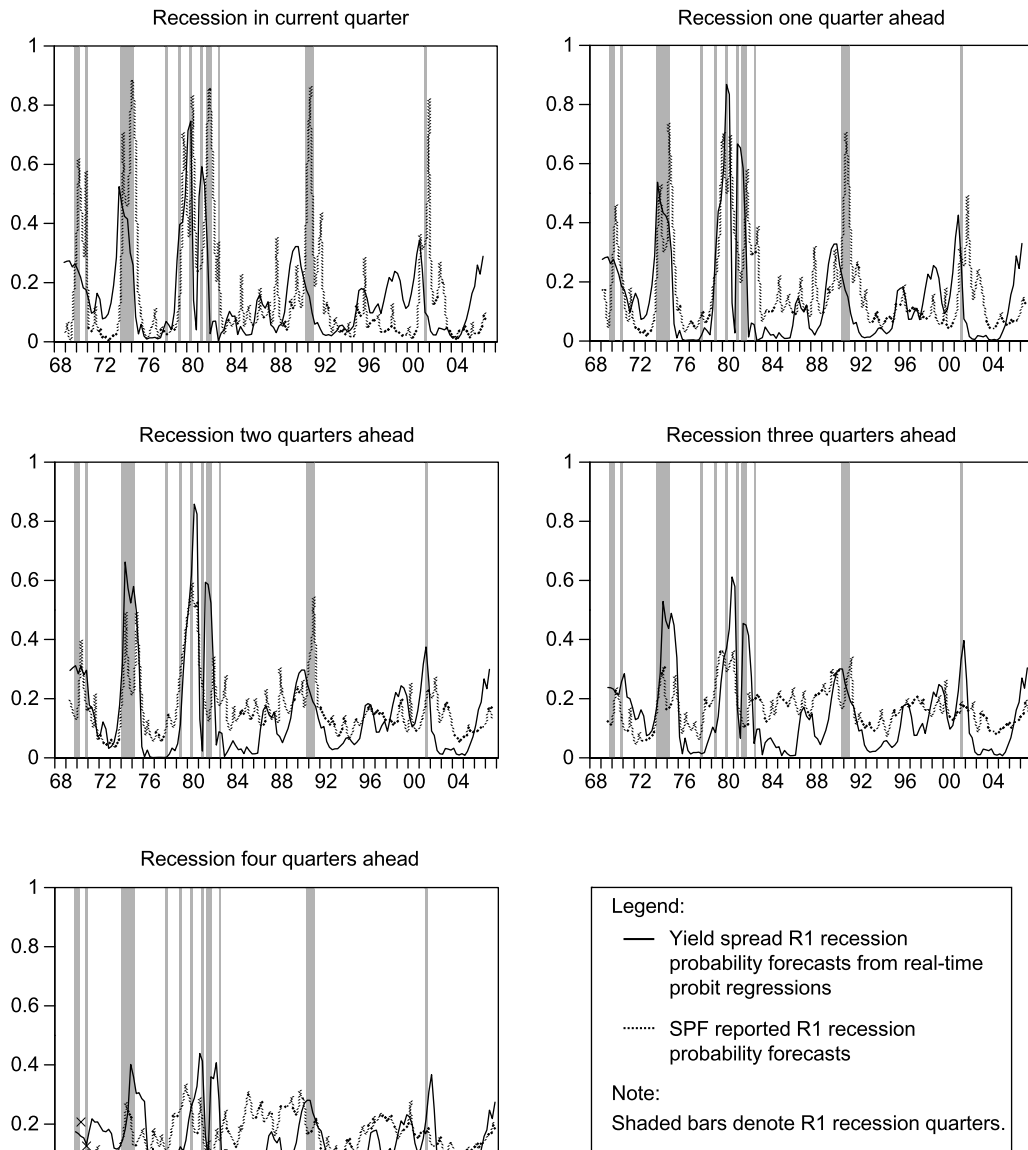 Recession in current quarter
1
0.8
0.6
0.4
0.2
0
68 72 76 80 84 88 92 96 00 04
Recession one quarter ahead
1
0.8
0.6
0.4
0.2
0
68 72 76 80 84 88 92 96 00 04
Recession two quarters ahead
1
0.8
0.6
0.4
0.2
0
68 72 76 80 84 88 92 96 00 04
Recession three quarters ahead
1
0.8
0.6
0.4
0.2
0
68 72 76 80 84 88 92 96 00 04
Recession four quarters ahead
1
0.8
0.6
0.4
0.2
Legend:
Yield spread R1 recession
probability forecasts from real-time
probit regressions
SPF reported R1 recession
probability forecasts
Note:
Shaded bars denote R1 recession quarters.